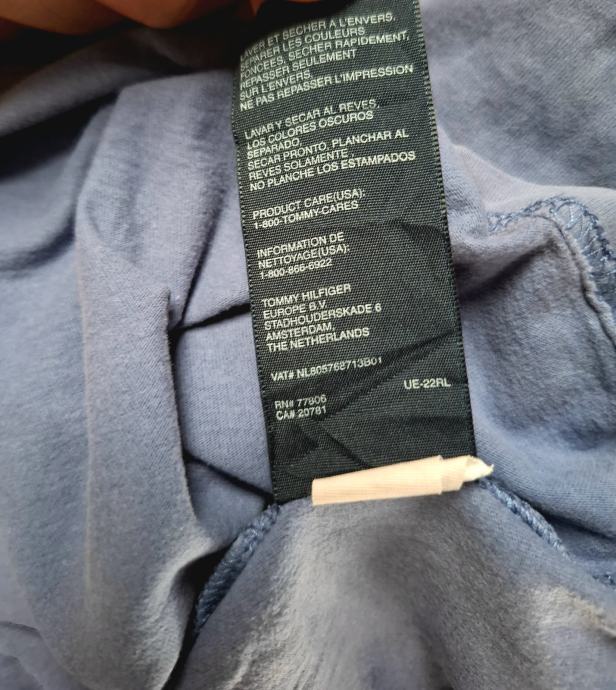 LAVER ET SECHER A L'ENVERS,
SEPARER LES COULEURS
FONCEES, SECHER RAPIDEMENT,
REPASSER SEULEMENT
SUR L'ENVERS,
NE PAS REPASSER L'IMPRESSION
LAVAR Y SECAR AL REVES,
LOS COLORES OSCUROS
SEPARADO,
SECAR PRONTO, PLANCHAR AL
REVES SOLAMENTE
NO PLANCHE LOS ESTAMPADOS
PRODUCT CARE(USA):
1-800-TOMMY-CARES
INFORMATION DE
NETTOYAGE(USA):
1-800-866-6922
TOMMY HILFIGER
EUROPE B.V.
STADHOUDERSKADE 6
AMSTERDAM,
THE NETHERLANDS
VAT# NL805768713B01
UE-22RL
RN# 77806
CA# 20781